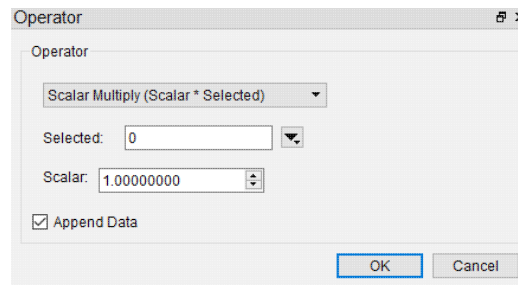 Operator
Operator
Scalar Multiply (Scalar * Selected)
Selected: 0
Scalar: 1.00000000
Append Data
OK Cancel